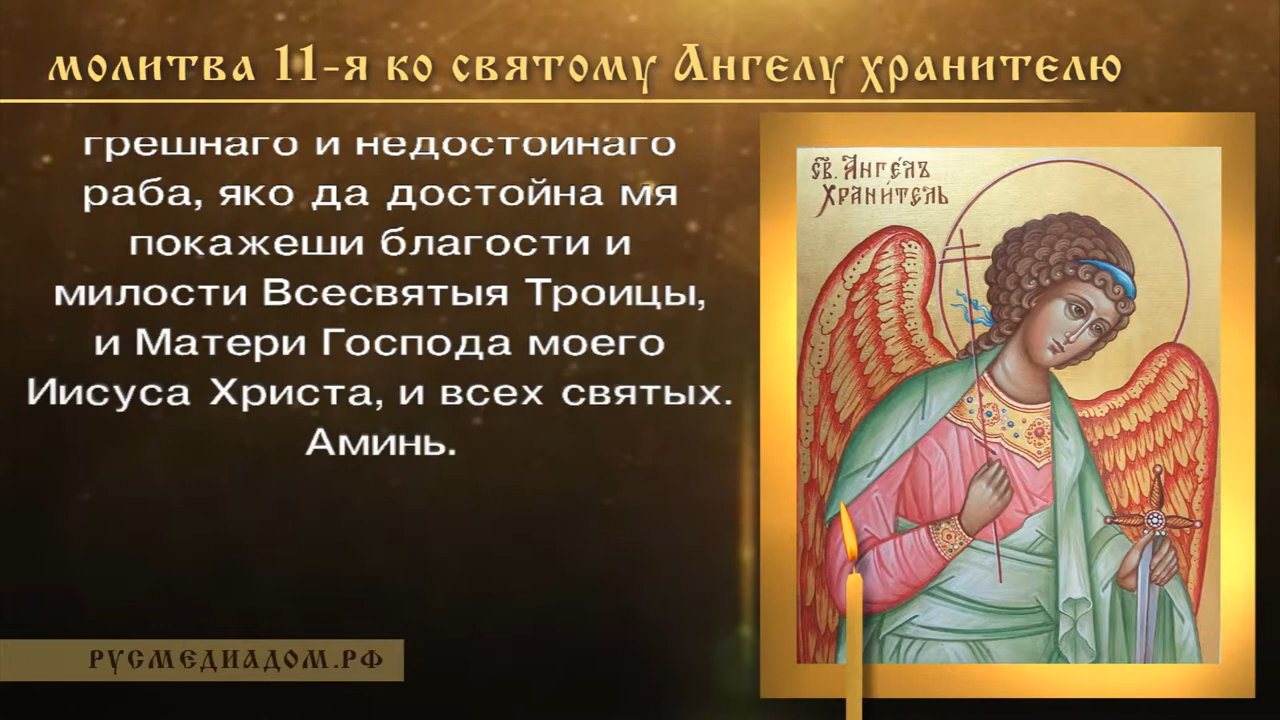 молитва 11-я ко святому Ангелу хранителю
грешнаго и недостойнаго
раба, яко да достойна мя
покажеши благости и
милости Всесвятыя Троицы,
и Матери Господа моего
Иисуса Христа, и всех святых.
Аминь.
св. Ангелъ
Хранитель
РУСМЕДИАДОМ.РФ